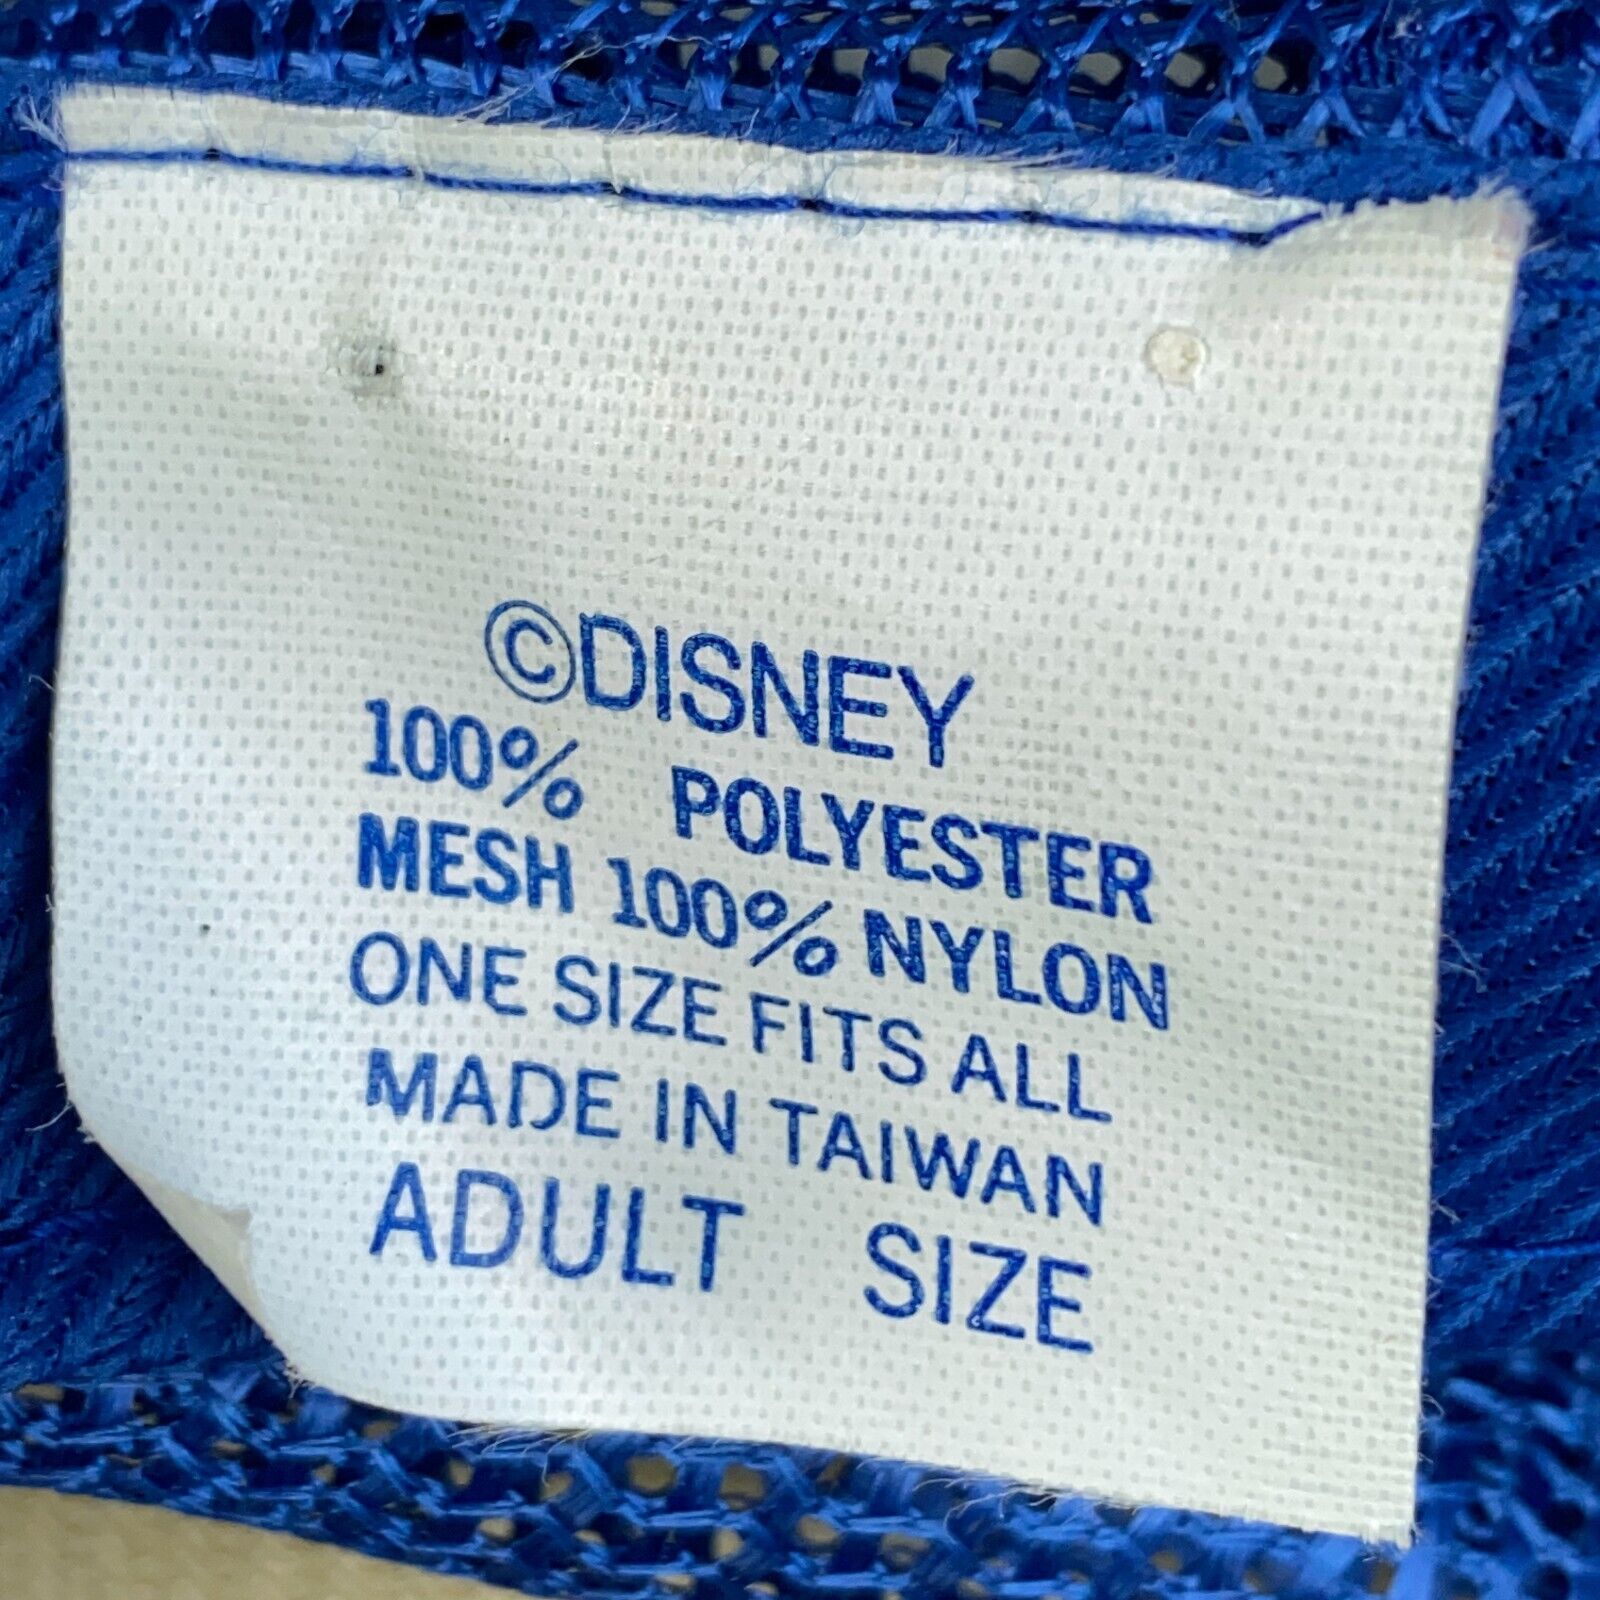 ©DISNEY
100% POLYESTER
MESH 100% NYLON
ONE SIZE FITS ALL
MADE IN TAIWAN
ADULT SIZE